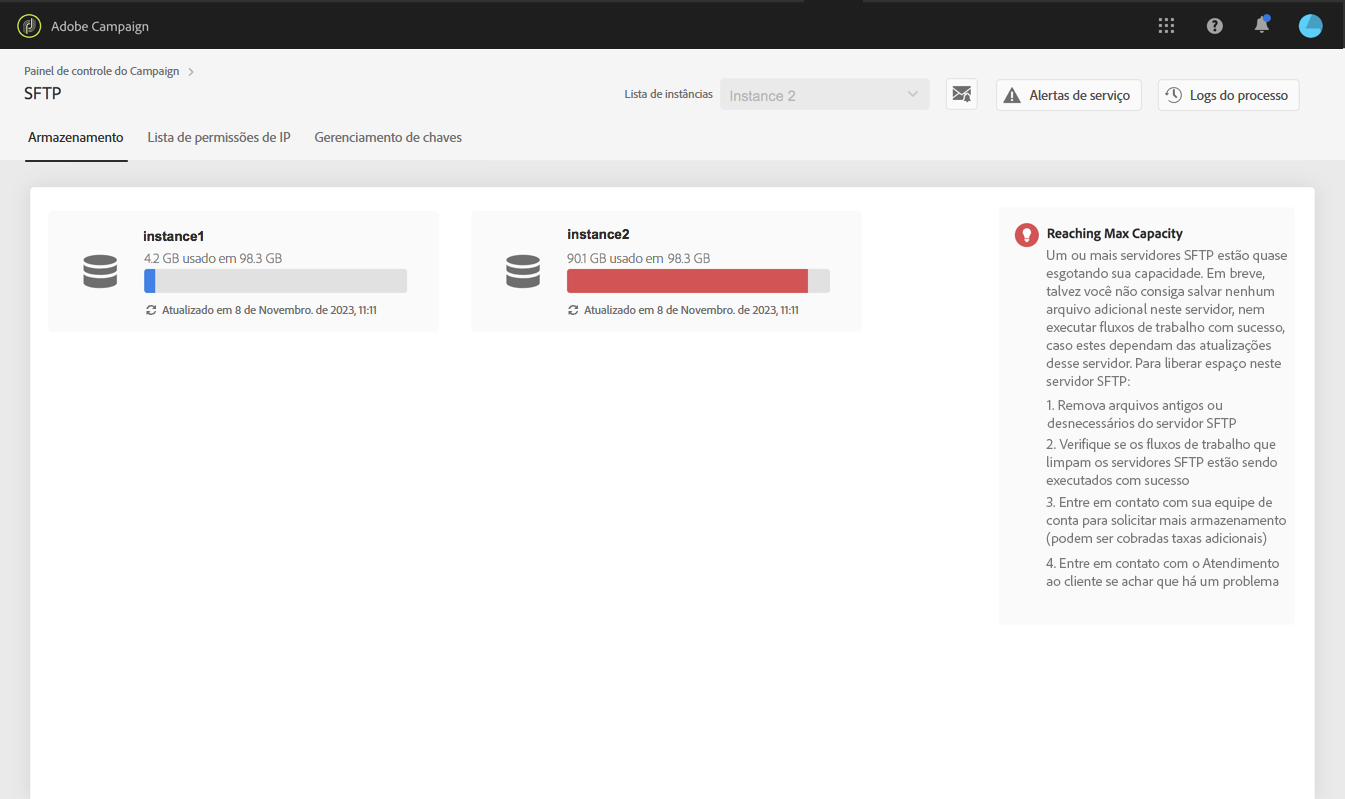 Adobe Campaign
Painel de controle do Campaign
SFTP
Lista de instâncias
Instance 2
Alertas de serviço
Logs do processo
Armazenamento
Lista de permissões de IP
Gerenciamento de chaves
instance1
4.2 GB usado em 98.3 GB
Atualizado em 8 de Novembro. de 2023, 11:11
instance2
90.1 GB usado em 98.3 GB
Atualizado em 8 de Novembro. de 2023, 11:11
Reaching Max Capacity
Um ou mais servidores SFTP estão quase
esgotando sua capacidade. Em breve,
talvez você não consiga salvar nenhum
arquivo adicional neste servidor, nem
executar fluxos de trabalho com sucesso,
caso estes dependam das atualizações
desse servidor. Para liberar espaço neste
servidor SFTP:
1. Remova arquivos antigos ou
desnecessários do servidor SFTP
2. Verifique se os fluxos de trabalho que
limpam os servidores SFTP estão sendo
executados com sucesso
3. Entre em contato com sua equipe de
conta para solicitar mais armazenamento
(podem ser cobradas taxas adicionais)
4. Entre em contato com o Atendimento
ao cliente se achar que há um problema